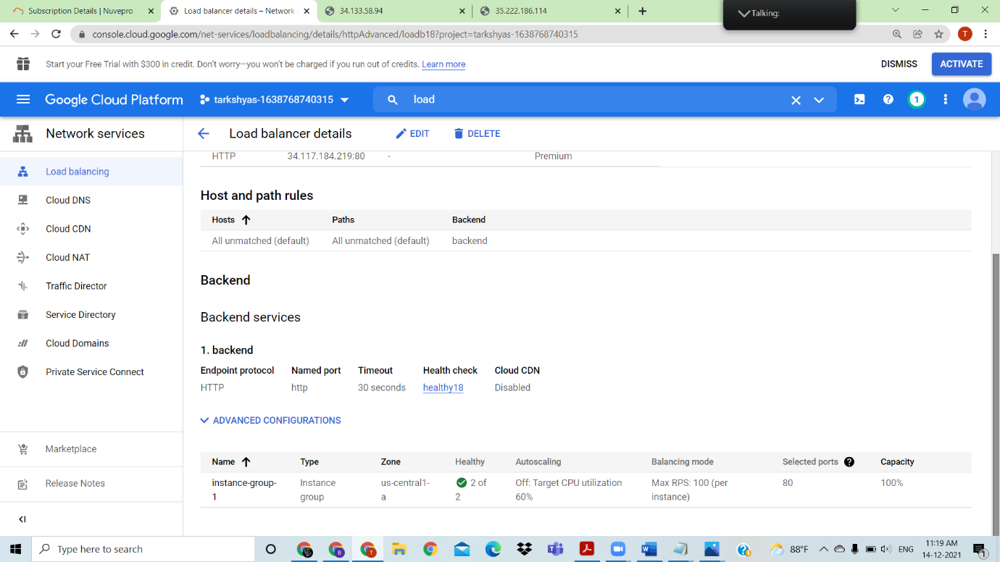 Subscription Details | Nuvepro
Load balancer details – Network
34.133.58.94
35.222.186.114
Talking:
console.cloud.google.com/net-services/loadbalancing/details/httpAdvanced/loadb18?project=tarkshyas-1638768740315
T
Start your Free Trial with $300 in credit. Don't worry—you won't be charged if you run out of credits. Learn more
DISMISS
ACTIVATE
Google Cloud Platform
tarkshyas-1638768740315
load
1
Network services
Load balancer details
EDIT
DELETE
HTTP 34.117.184.219:80 - Premium
Load balancing
Cloud DNS
Cloud CDN
Cloud NAT
Traffic Director
Service Directory
Cloud Domains
Private Service Connect
Marketplace
Release Notes
Host and path rules
Hosts Paths Backend
All unmatched (default) All unmatched (default) backend
Backend
Backend services
1. backend
Endpoint protocol Named port Timeout Health check Cloud CDN
HTTP http 30 seconds healthy18 Disabled
ADVANCED CONFIGURATIONS
Name Type Zone Healthy Autoscaling Balancing mode Selected ports Capacity
instance-group- Instance us-central1- 2 of Off: Target CPU utilization Max RPS: 100 (per 80 100%
1 group a 2 60% instance)
Type here to search
88°F
ENG
11:19 AM
14-12-2021
1